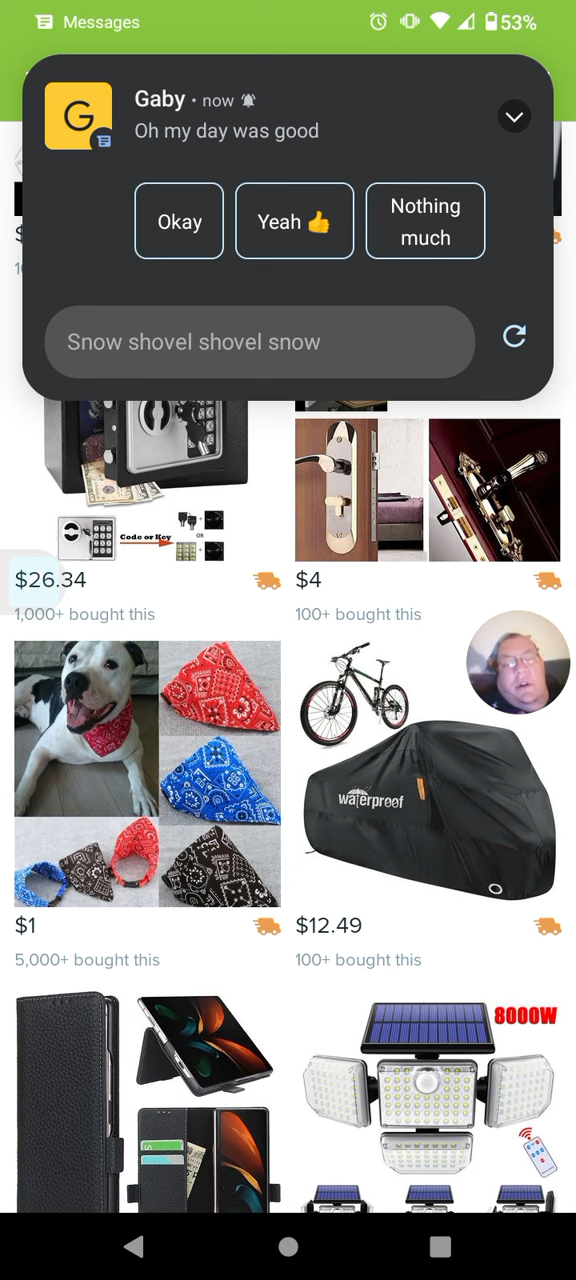 Messages
53%
G
Gaby • now
Oh my day was good
Okay
Yeah 👍
Nothing
much
Snow shovel shovel snow
$
Code or Key
OR
$26.34
$4
1,000+ bought this
100+ bought this
waterproof
$1
$12.49
5,000+ bought this
100+ bought this
8000W